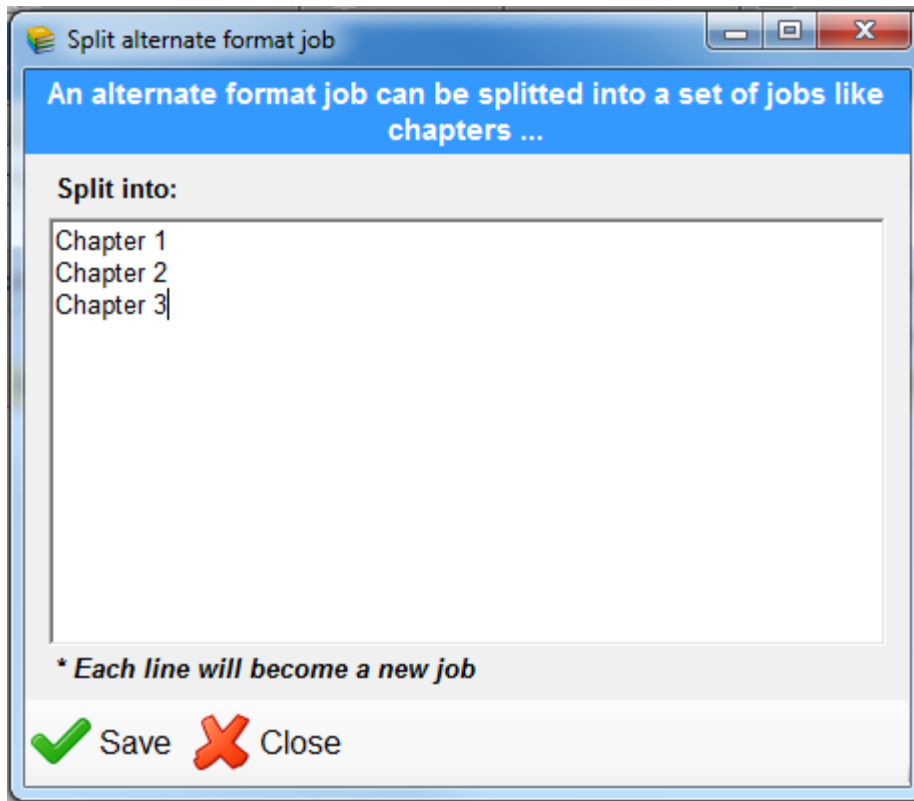 Split alternate format job
An alternate format job can be splitted into a set of jobs like
chapters ...
Split into:
Chapter 1
Chapter 2
Chapter 3
* Each line will become a new job
Save Close